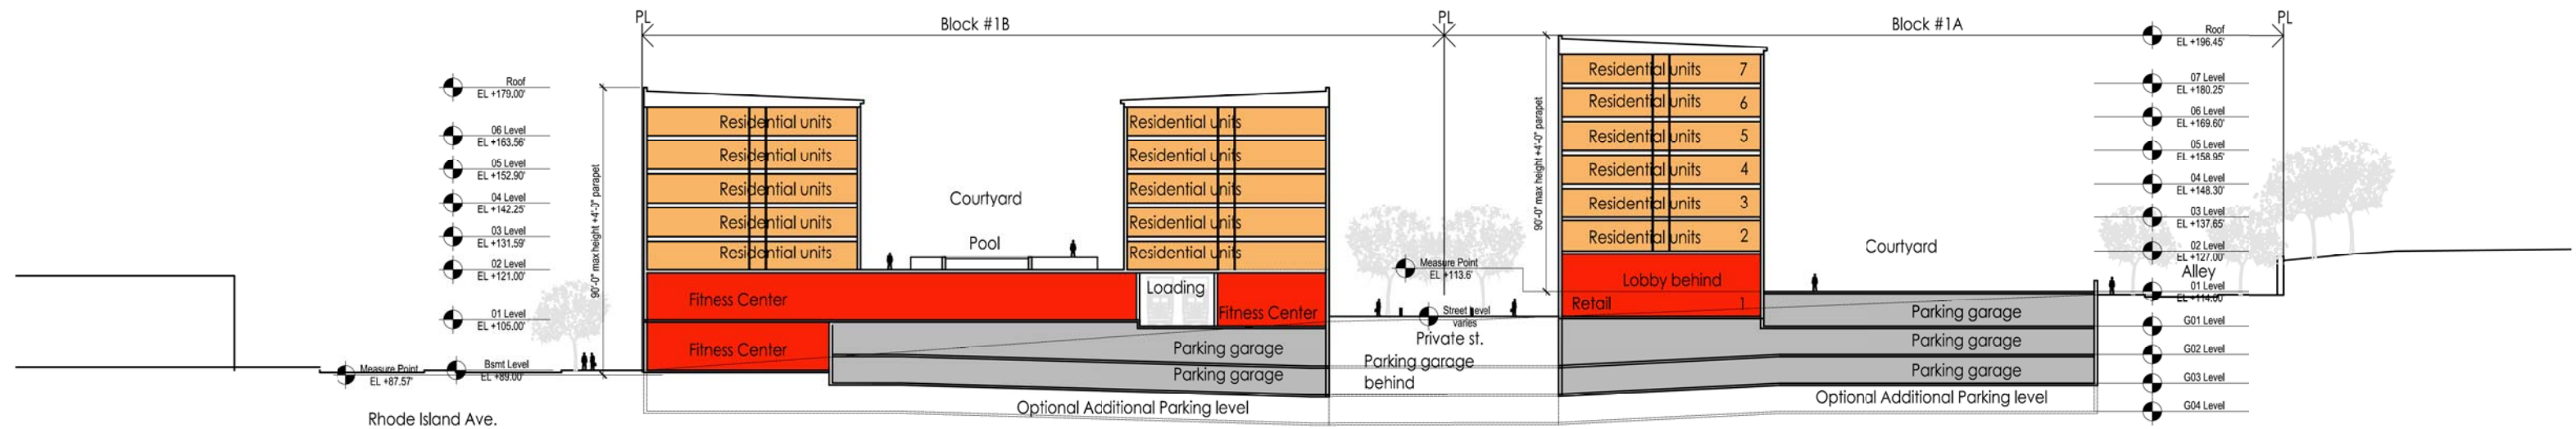 PL
Block #1B
PL
Block #1A
PL
Roof
EL +179.00'
06 Level
EL +163.56'
05 Level
EL +152.90'
04 Level
EL +142.25'
03 Level
EL +131.59'
02 Level
EL +121.00'
01 Level
EL +105.00'
Bsmt Level
EL +89.00'
Measure Point
EL +87.57'
Rhode Island Ave.
90'-0" max height +4'-0" parapet
Residential units
Residential units
Residential units
Residential units
Residential units
Fitness Center
Fitness Center
Courtyard
Pool
Residential units
Residential units
Residential units
Residential units
Residential units
Loading
Fitness Center
Parking garage
Parking garage
Optional Additional Parking level
Measure Point
EL +113.6'
Street level
varies
Private st.
Parking garage
behind
90'-0" max height +4'-0" parapet
Residential units 7
Residential units 6
Residential units 5
Residential units 4
Residential units 3
Residential units 2
Lobby behind
Retail 1
Courtyard
Parking garage
Parking garage
Parking garage
Optional Additional Parking level
Roof
EL +196.45'
07 Level
EL +180.25'
06 Level
EL +169.60'
05 Level
EL +158.95'
04 Level
EL +148.30'
03 Level
EL +137.65'
02 Level
EL +127.00'
Alley
01 Level
EL +114.00'
G01 Level
G02 Level
G03 Level
G04 Level